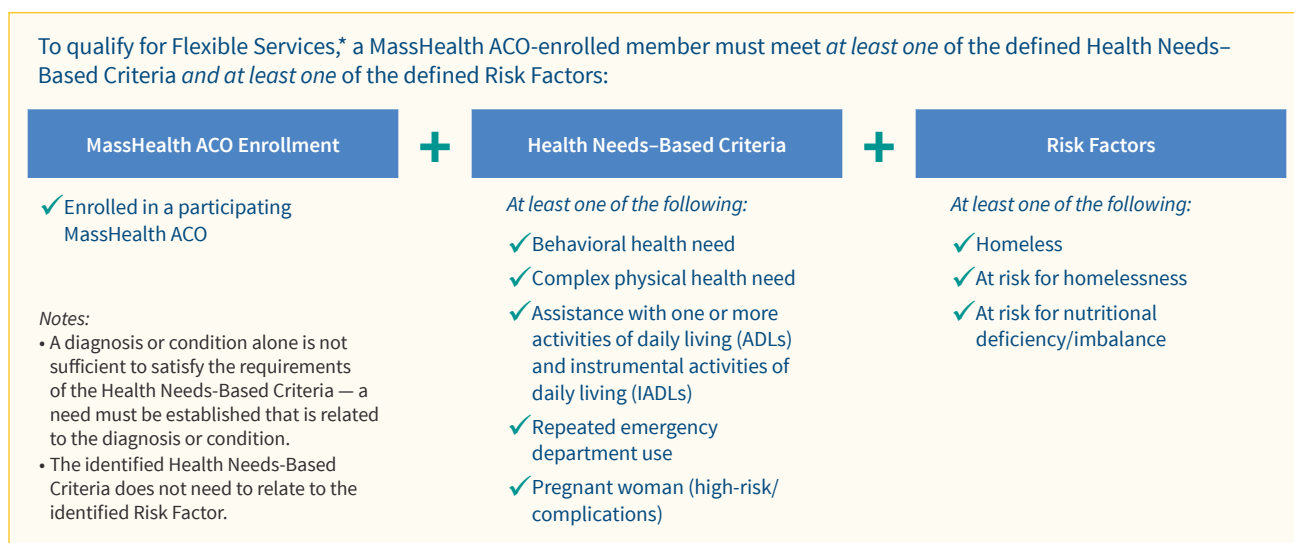 To qualify for Flexible Services,* a MassHealth ACO-enrolled member must meet at least one of the defined Health Needs–
Based Criteria and at least one of the defined Risk Factors:
MassHealth ACO Enrollment
✓Enrolled in a participating
MassHealth ACO
Notes:
• A diagnosis or condition alone is not
sufficient to satisfy the requirements
of the Health Needs-Based Criteria — a
need must be established that is related
to the diagnosis or condition.
• The identified Health Needs-Based
Criteria does not need to relate to the
identified Risk Factor.
+
Health Needs–Based Criteria
At least one of the following:
✓Behavioral health need
✓Complex physical health need
✓Assistance with one or more
activities of daily living (ADLs)
and instrumental activities of
daily living (IADLs)
✓Repeated emergency
department use
✓Pregnant woman (high-risk/
complications)
+
Risk Factors
At least one of the following:
✓Homeless
✓At risk for homelessness
✓At risk for nutritional
deficiency/imbalance